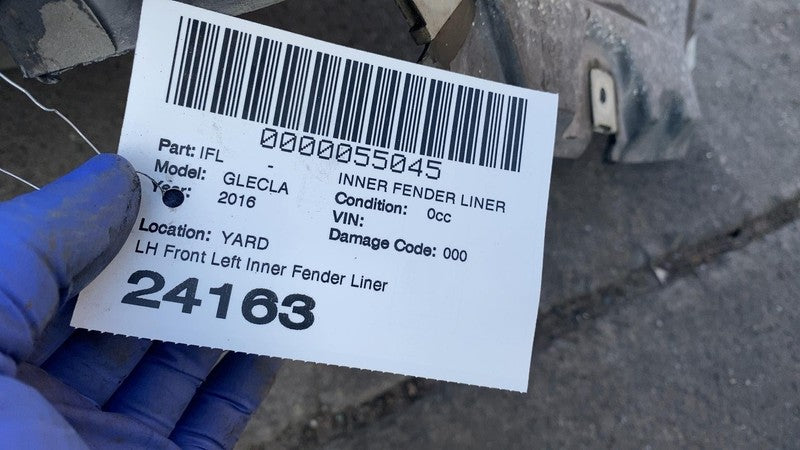 0000055045
Part: IFL - INNER FENDER LINER
Model: GLECLA Condition: 0cc
Year: 2016 VIN:
Damage Code: 000
Location: YARD
LH Front Left Inner Fender Liner
24163